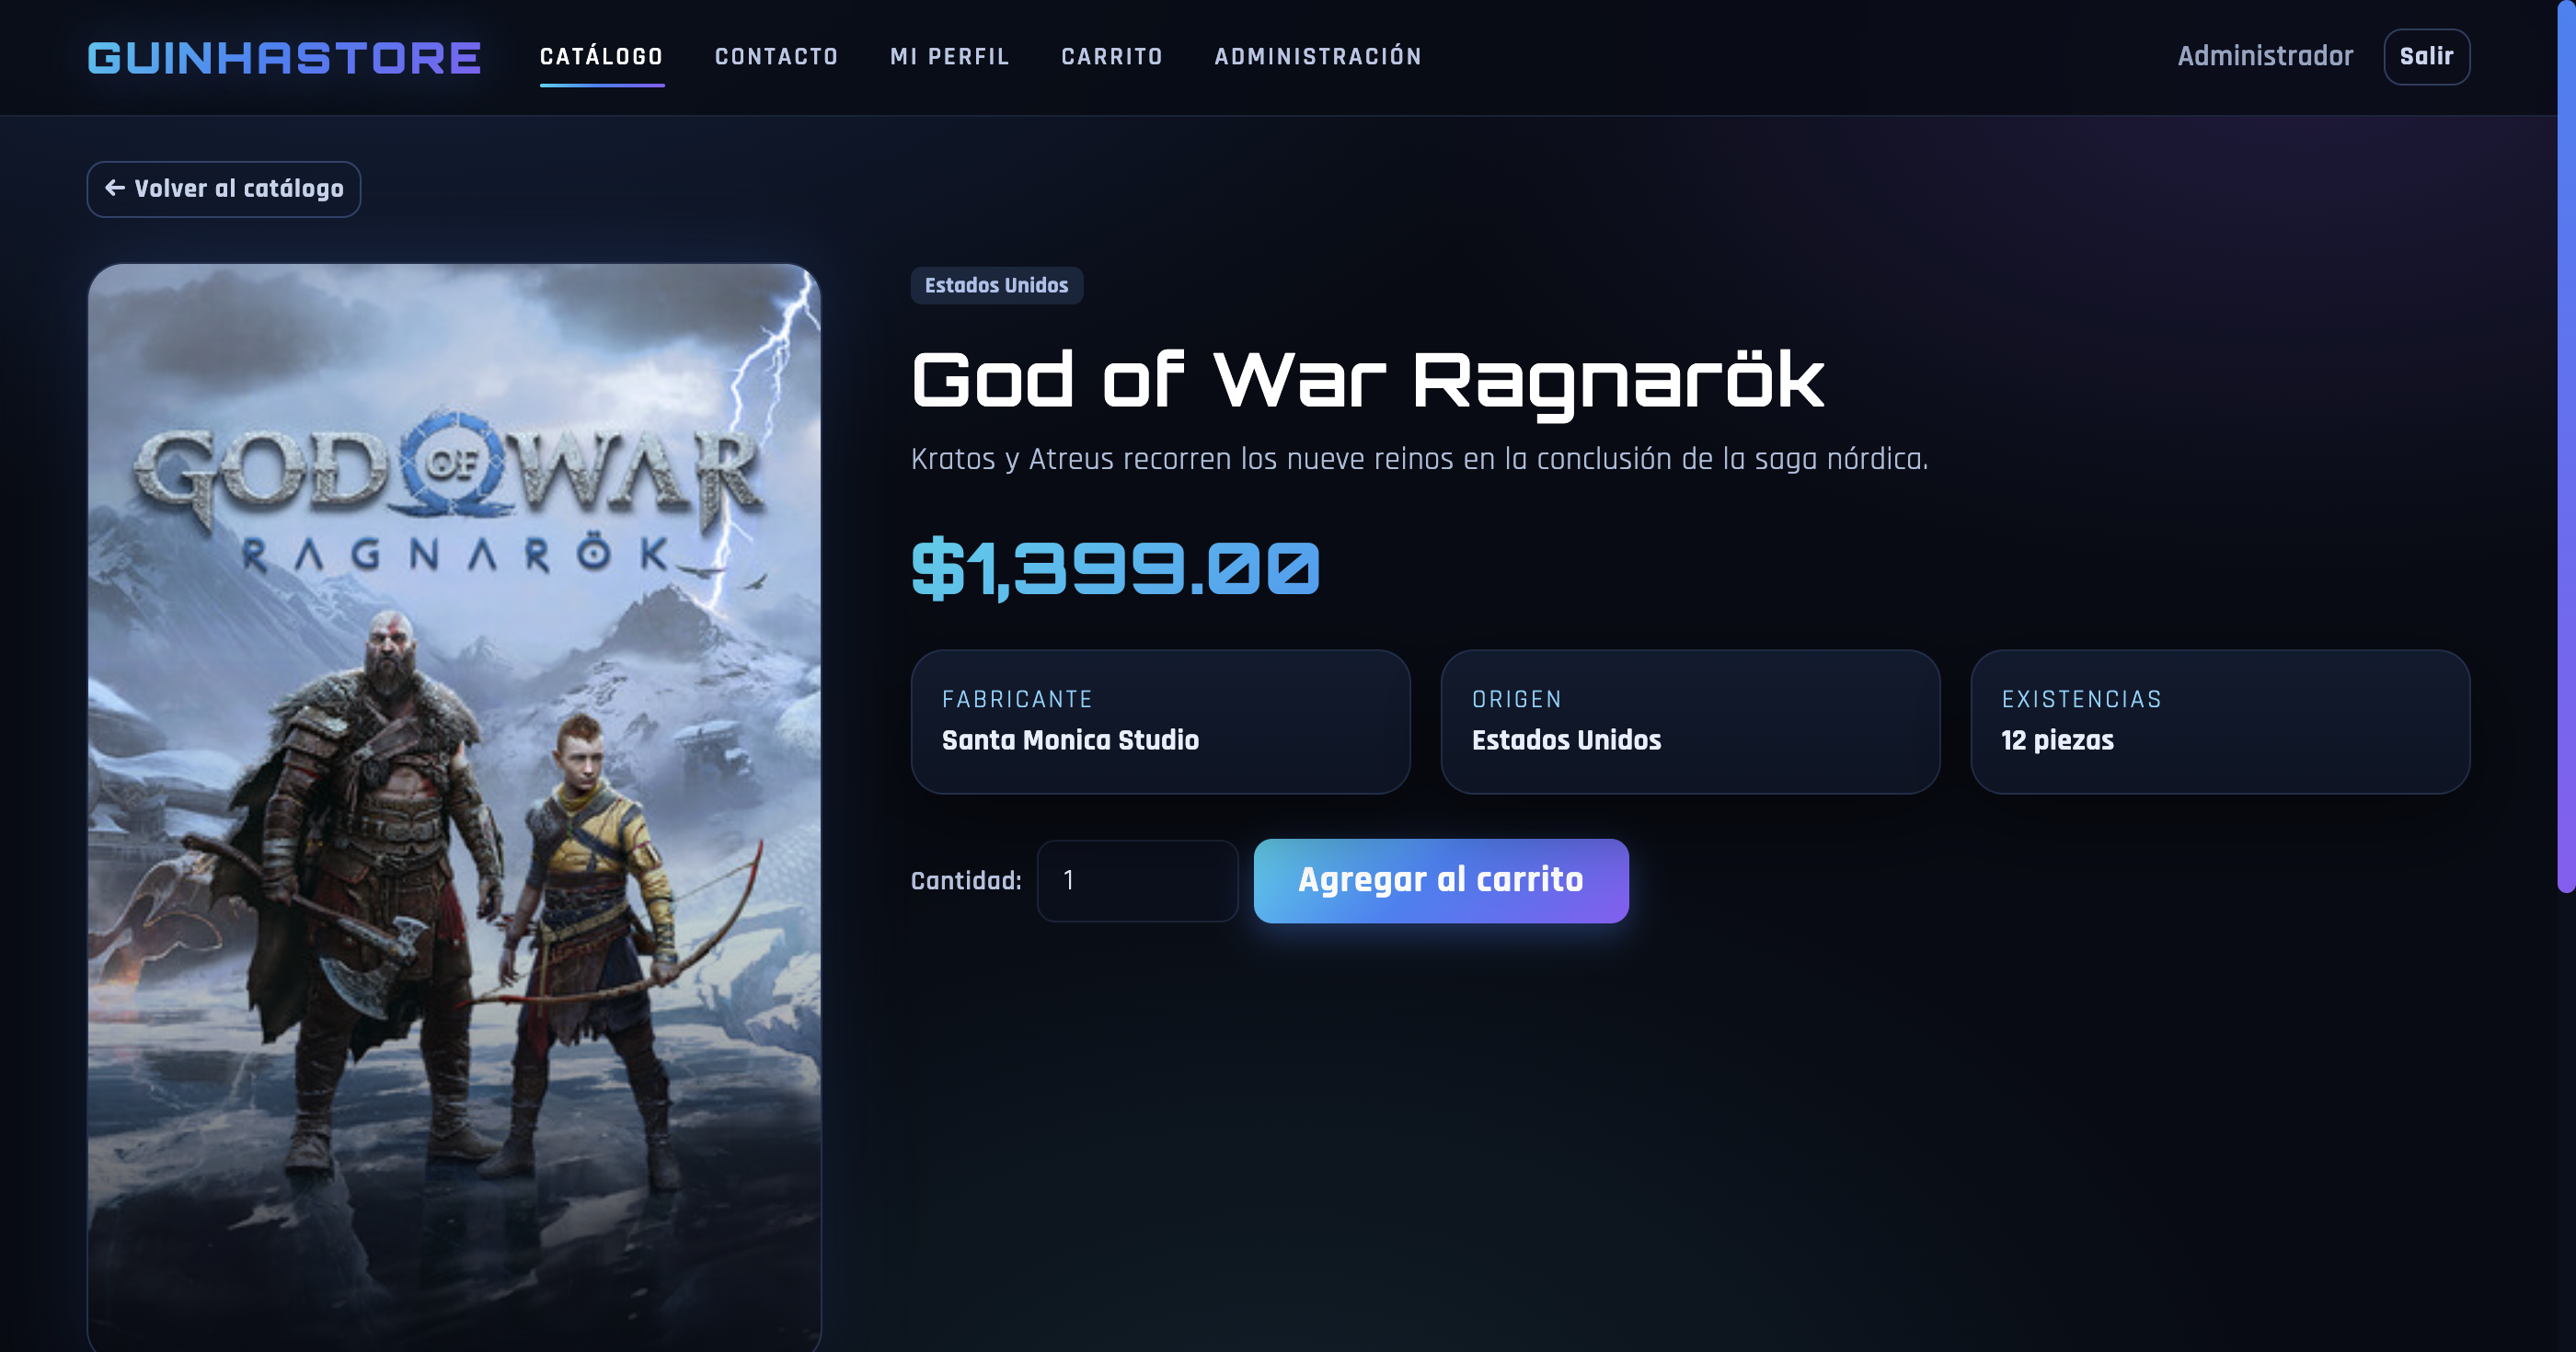 GUINHASTORE
CATÁLOGO
CONTACTO
MI PERFIL
CARRITO
ADMINISTRACIÓN
Administrador
Salir
← Volver al catálogo
GOD OF WAR
RAGNARÖK
Estados Unidos
God of War Ragnarök
Kratos y Atreus recorren los nueve reinos en la conclusión de la saga nórdica.
$1,399.00
FABRICANTE
Santa Monica Studio
ORIGEN
Estados Unidos
EXISTENCIAS
12 piezas
Cantidad:
1
Agregar al carrito